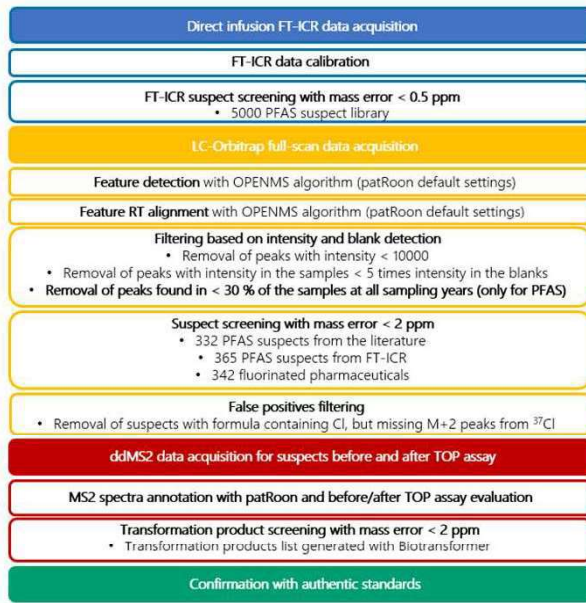 Direct infusion FT-ICR data acquisition
FT-ICR data calibration
FT-ICR suspect screening with mass error < 0.5 ppm
• 5000 PFAS suspect library
LC-Orbitrap full-scan data acquisition
Feature detection with OPENMS algorithm (patRoon default settings)
Feature RT alignment with OPENMS algorithm (patRoon default settings)
Filtering based on intensity and blank detection
• Removal of peaks with intensity < 10000
• Removal of peaks with intensity in the samples < 5 times intensity in the blanks
• Removal of peaks found in < 30 % of the samples at all sampling years (only for PFAS)
Suspect screening with mass error < 2 ppm
• 332 PFAS suspects from the literature
• 365 PFAS suspects from FT-ICR
• 342 fluorinated pharmaceuticals
False positives filtering
• Removal of suspects with formula containing Cl, but missing M+2 peaks from ³⁷Cl
ddMS2 data acquisition for suspects before and after TOP assay
MS2 spectra annotation with patRoon and before/after TOP assay evaluation
Transformation product screening with mass error < 2 ppm
• Transformation products list generated with Biotransformer
Confirmation with authentic standards